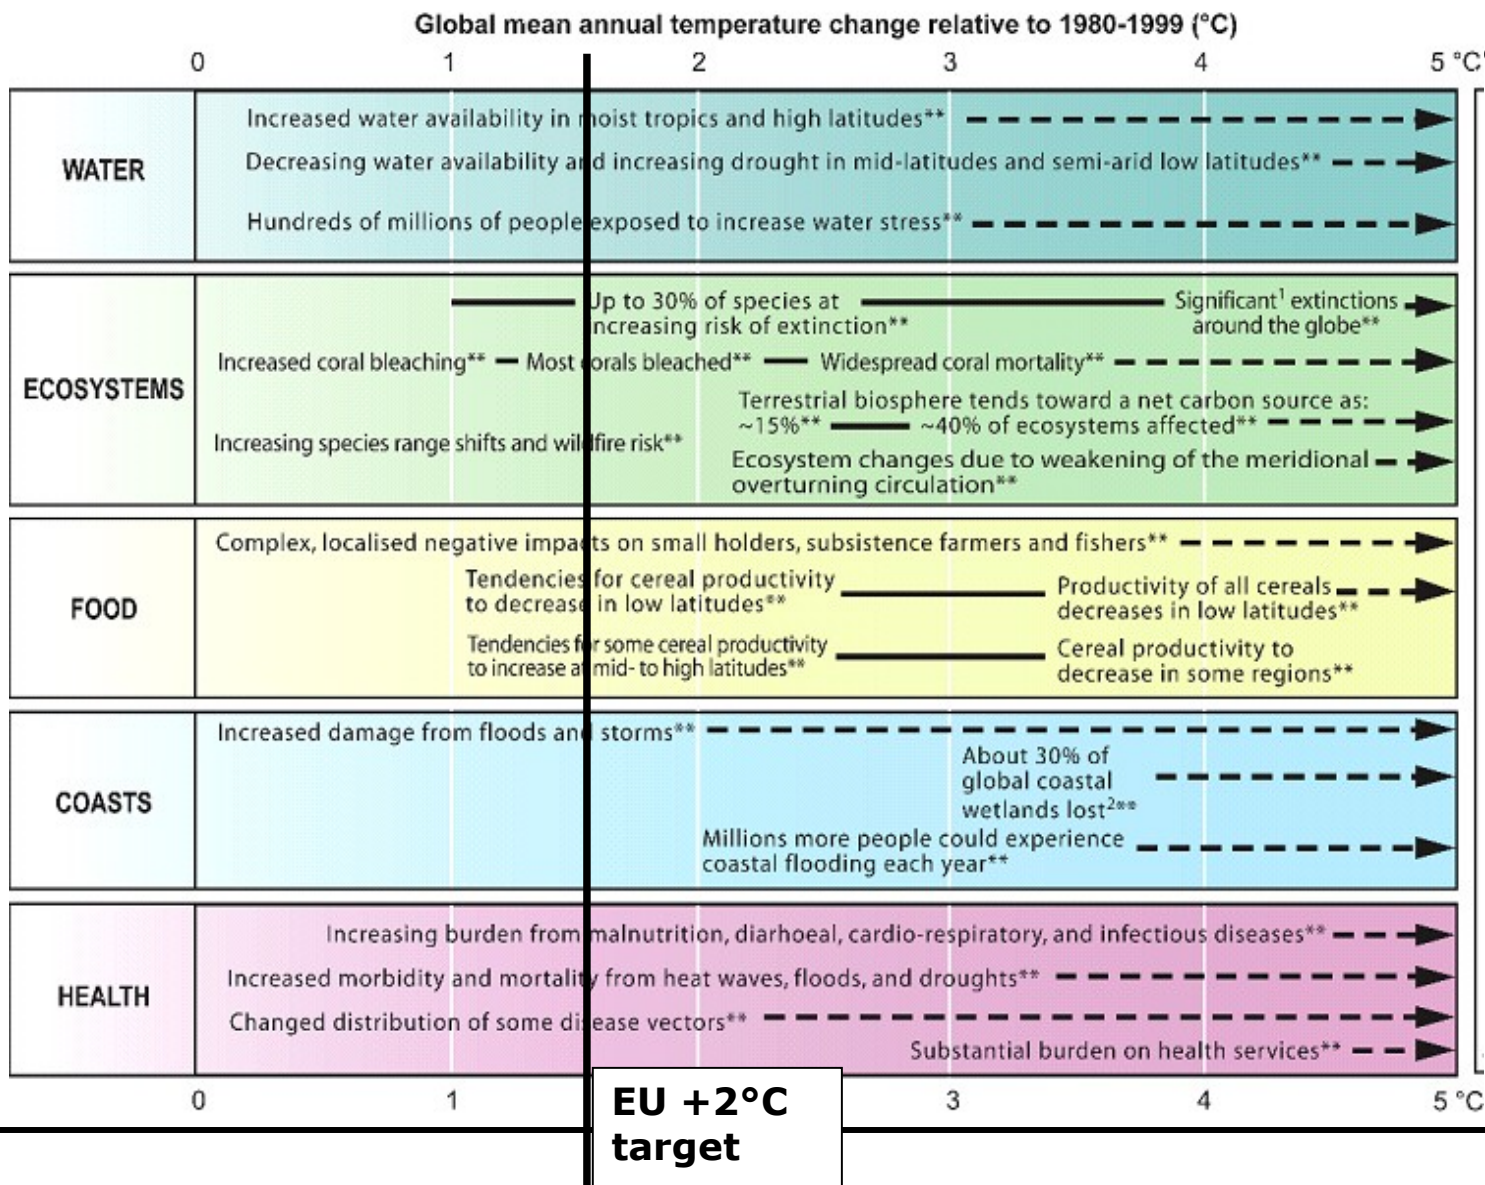 Global mean annual temperature change relative to 1980-1999 (°C)
0 1 2 3 4 5 °C
WATER
Increased water availability in moist tropics and high latitudes**
Decreasing water availability and increasing drought in mid-latitudes and semi-arid low latitudes**
Hundreds of millions of people exposed to increase water stress**
ECOSYSTEMS
Up to 30% of species at
increasing risk of extinction**
Significant¹ extinctions
around the globe**
Increased coral bleaching** Most corals bleached** Widespread coral mortality**
Terrestrial biosphere tends toward a net carbon source as:
~15%** ~40% of ecosystems affected**
Increasing species range shifts and wildfire risk**
Ecosystem changes due to weakening of the meridional
overturning circulation**
FOOD
Complex, localised negative impacts on small holders, subsistence farmers and fishers**
Tendencies for cereal productivity
to decrease in low latitudes**
Productivity of all cereals
decreases in low latitudes**
Tendencies for some cereal productivity
to increase at mid- to high latitudes**
Cereal productivity to
decrease in some regions**
COASTS
Increased damage from floods and storms**
About 30% of
global coastal
wetlands lost²**
Millions more people could experience
coastal flooding each year**
HEALTH
Increasing burden from malnutrition, diarhoeal, cardio-respiratory, and infectious diseases**
Increased morbidity and mortality from heat waves, floods, and droughts**
Changed distribution of some disease vectors**
Substantial burden on health services**
0 1 3 4 5 °C
EU +2°C
target